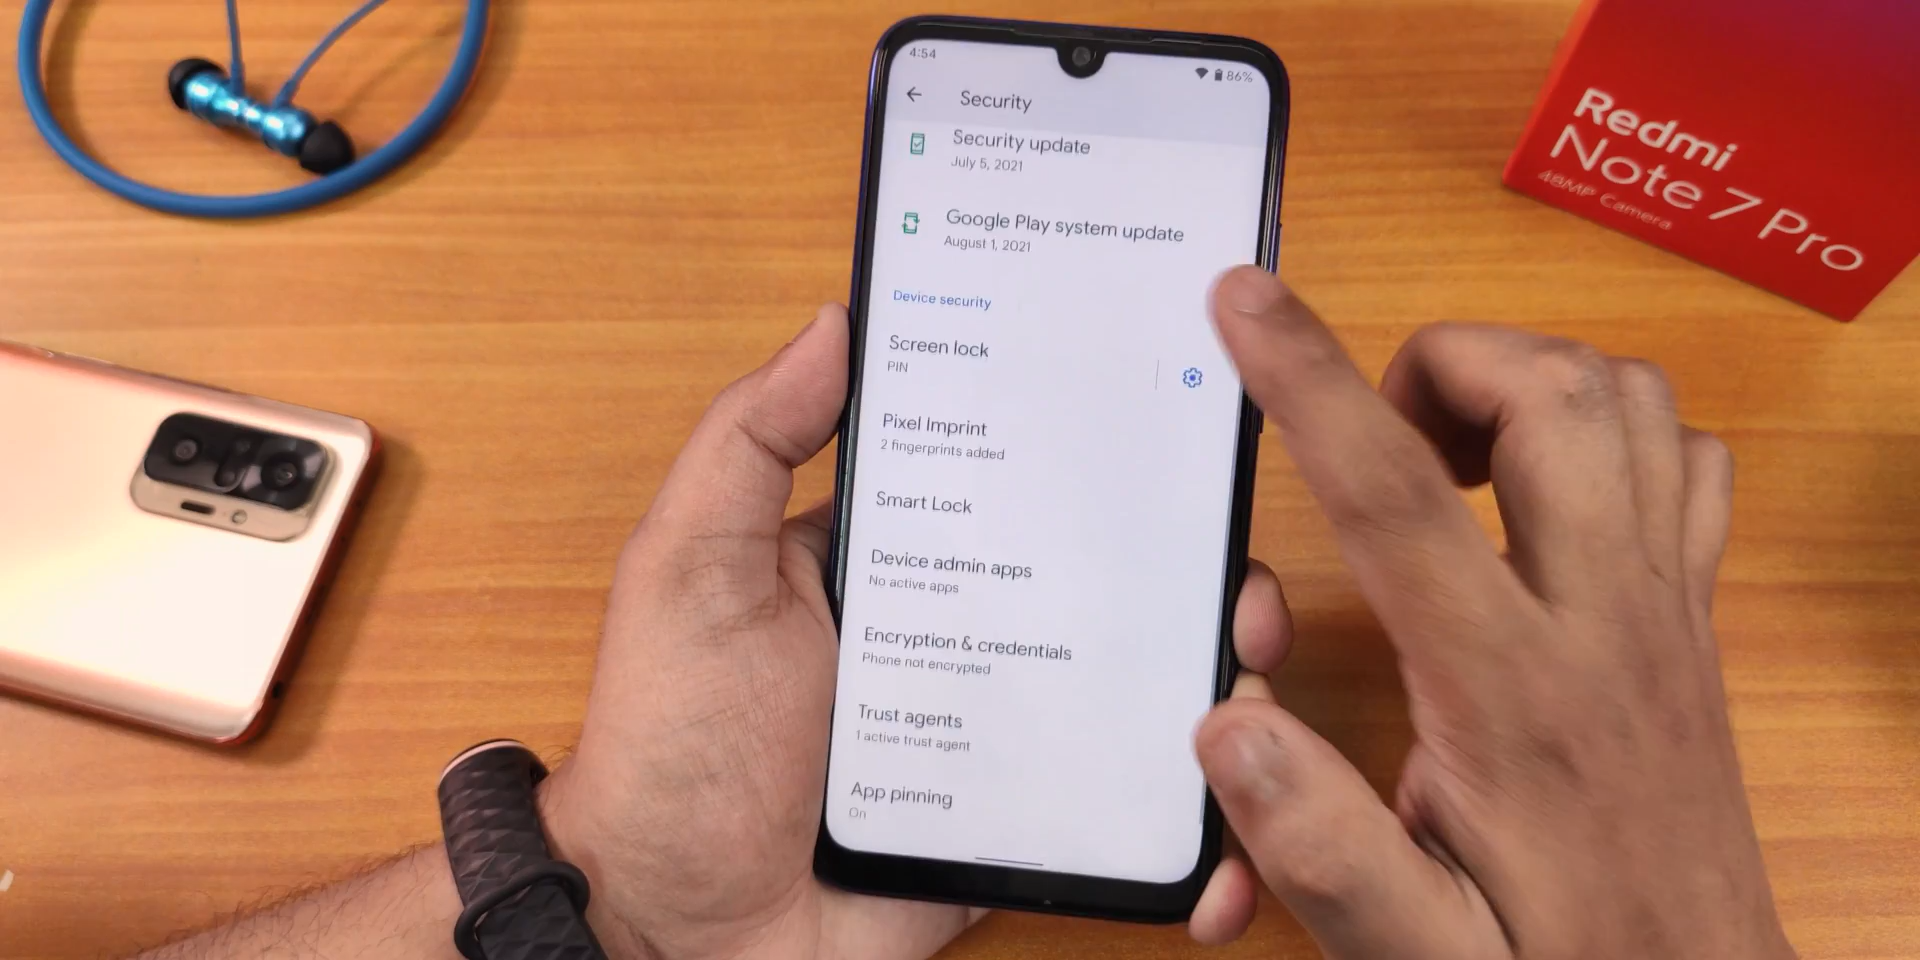 4:54
86%
Security
Security update
July 5, 2021
Google Play system update
August 1, 2021
Device security
Screen lock
PIN
Pixel Imprint
2 fingerprints added
Smart Lock
Device admin apps
No active apps
Encryption & credentials
Phone not encrypted
Trust agents
1 active trust agent
App pinning
On
Redmi
Note 7 Pro
48MP Camera